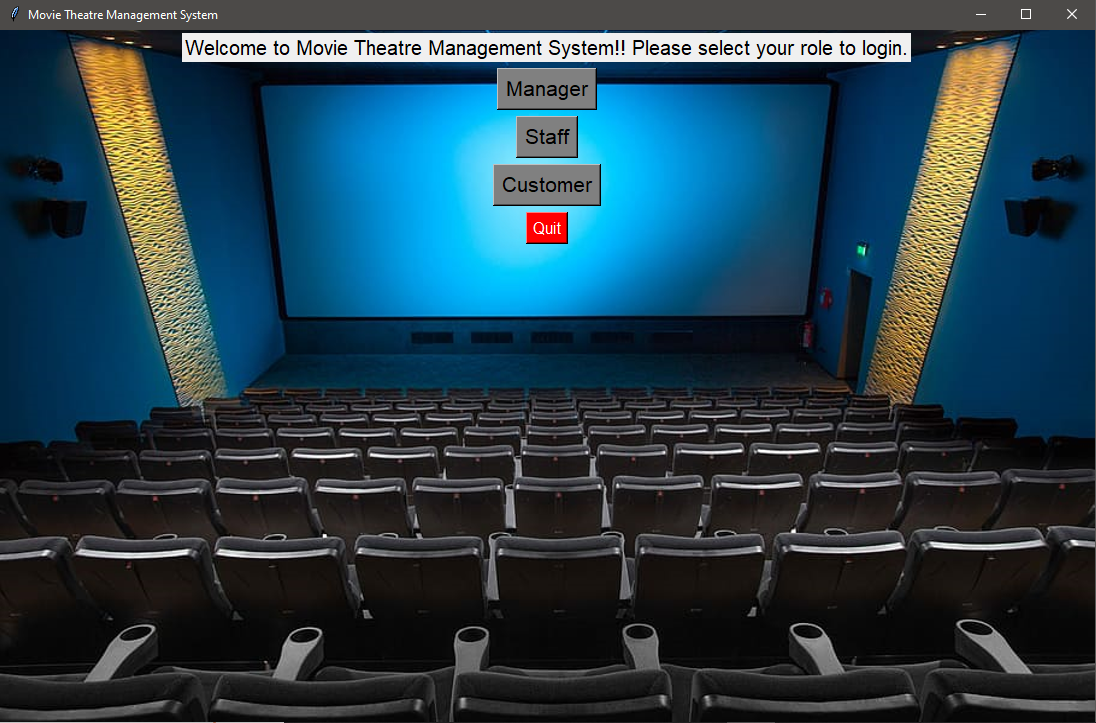 Movie Theatre Management System
Welcome to Movie Theatre Management System!! Please select your role to login.
Manager
Staff
Customer
Quit